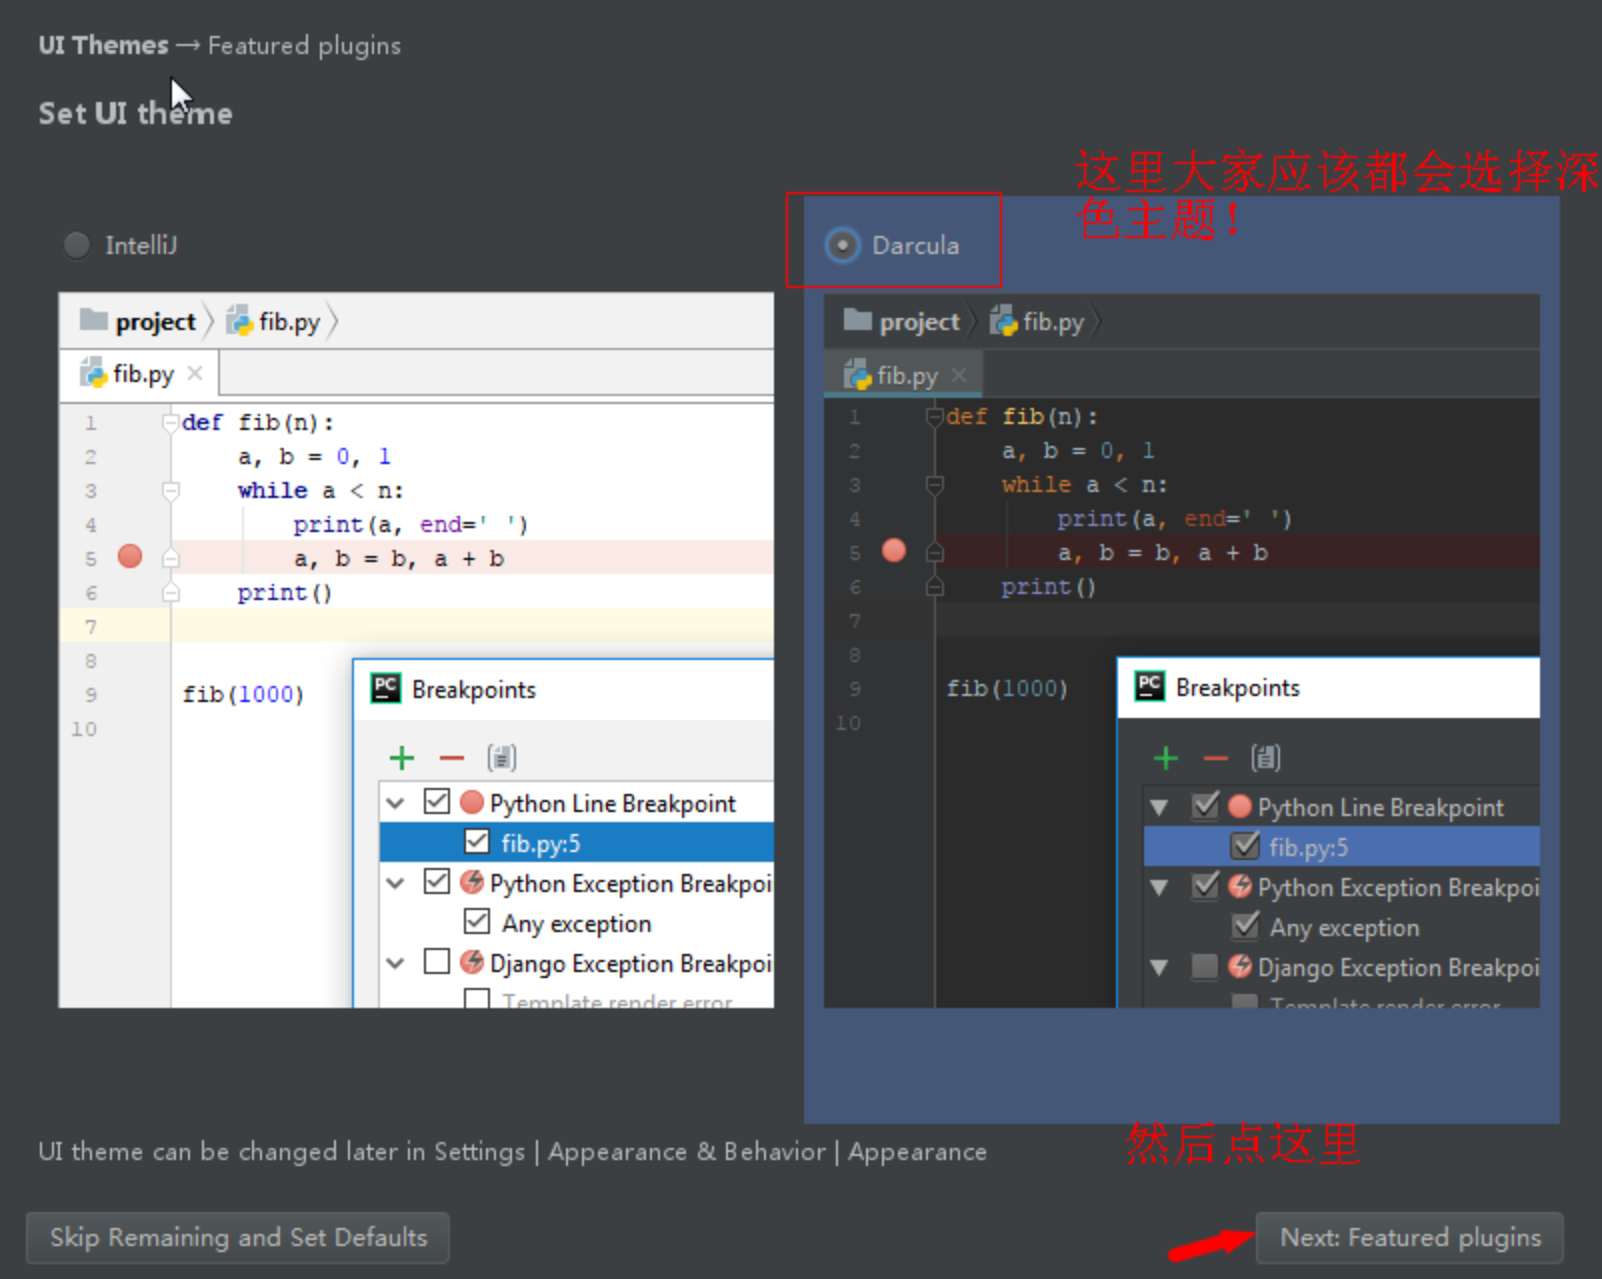 UI Themes → Featured plugins
Set UI theme
这里大家应该都会选择深
色主题！
IntelliJ
Darcula
project
fib.py
fib.py
1 def fib(n):
2 a, b = 0, 1
3 while a < n:
4 print(a, end=' ')
5 a, b = b, a + b
6 print()
7
8
9 fib(1000)
10
PC Breakpoints
Python Line Breakpoint
fib.py:5
Python Exception Breakpoi
Any exception
Django Exception Breakpoi
Template render error
project
fib.py
fib.py
1 def fib(n):
2 a, b = 0, 1
3 while a < n:
4 print(a, end=' ')
5 a, b = b, a + b
6 print()
7
8
9 fib(1000)
10
PC Breakpoints
Python Line Breakpoint
fib.py:5
Python Exception Breakpoi
Any exception
Django Exception Breakpoi
Template render error
UI theme can be changed later in Settings | Appearance & Behavior | Appearance
然后点这里
Skip Remaining and Set Defaults
Next: Featured plugins